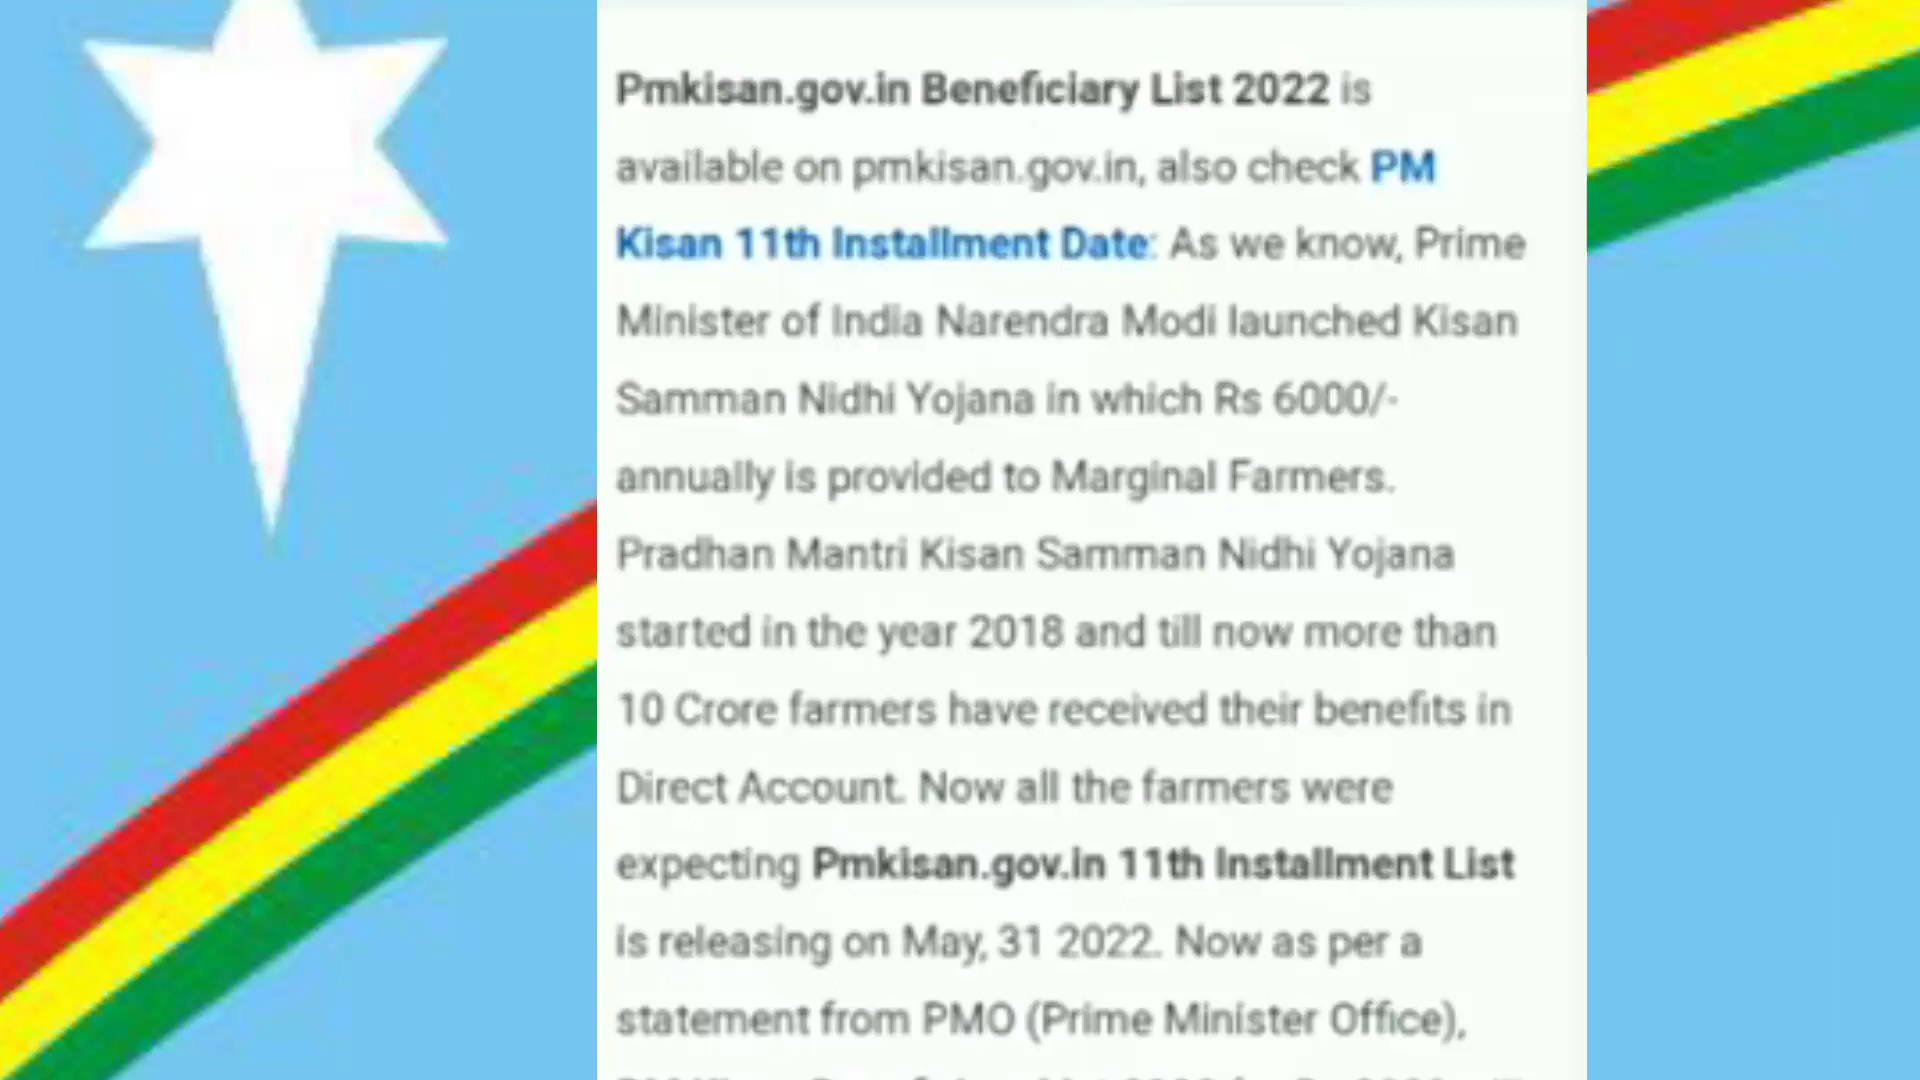 Pmkisan.gov.in Beneficiary List 2022 is
available on pmkisan.gov.in, also check PM
Kisan 11th Installment Date: As we know, Prime
Minister of India Narendra Modi launched Kisan
Samman Nidhi Yojana in which Rs 6000/-
annually is provided to Marginal Farmers.
Pradhan Mantri Kisan Samman Nidhi Yojana
started in the year 2018 and till now more than
10 Crore farmers have received their benefits in
Direct Account. Now all the farmers were
expecting Pmkisan.gov.in 11th Installment List
is releasing on May, 31 2022. Now as per a
statement from PMO (Prime Minister Office),